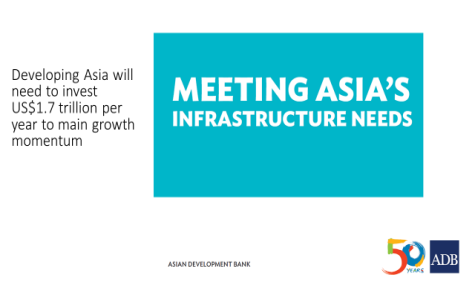 Developing Asia will
need to invest
US$1.7 trillion per
year to main growth
momentum
MEETING ASIA'S
INFRASTRUCTURE NEEDS
ASIAN DEVELOPMENT BANK
50
YEARS
ADB